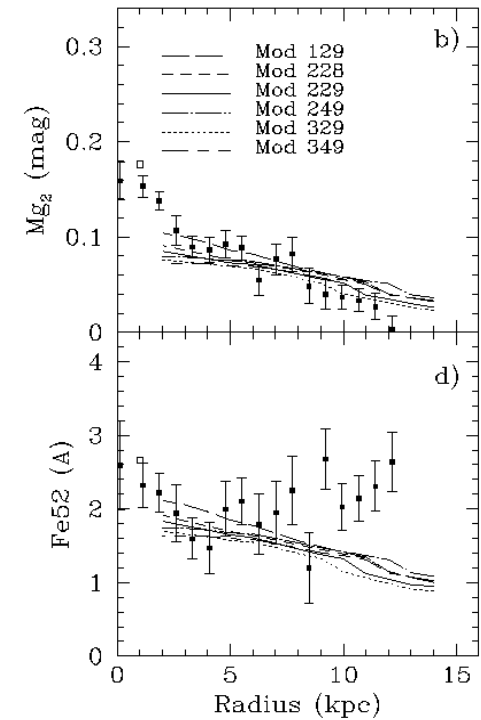 0.3
b)
Mod 129
Mod 228
Mod 229
Mod 249
Mod 329
Mod 349
0.2
0.1
0
Mg2 (mag)
4
d)
3
2
1
0
Fe52 (A)
0 5 10 15
Radius (kpc)